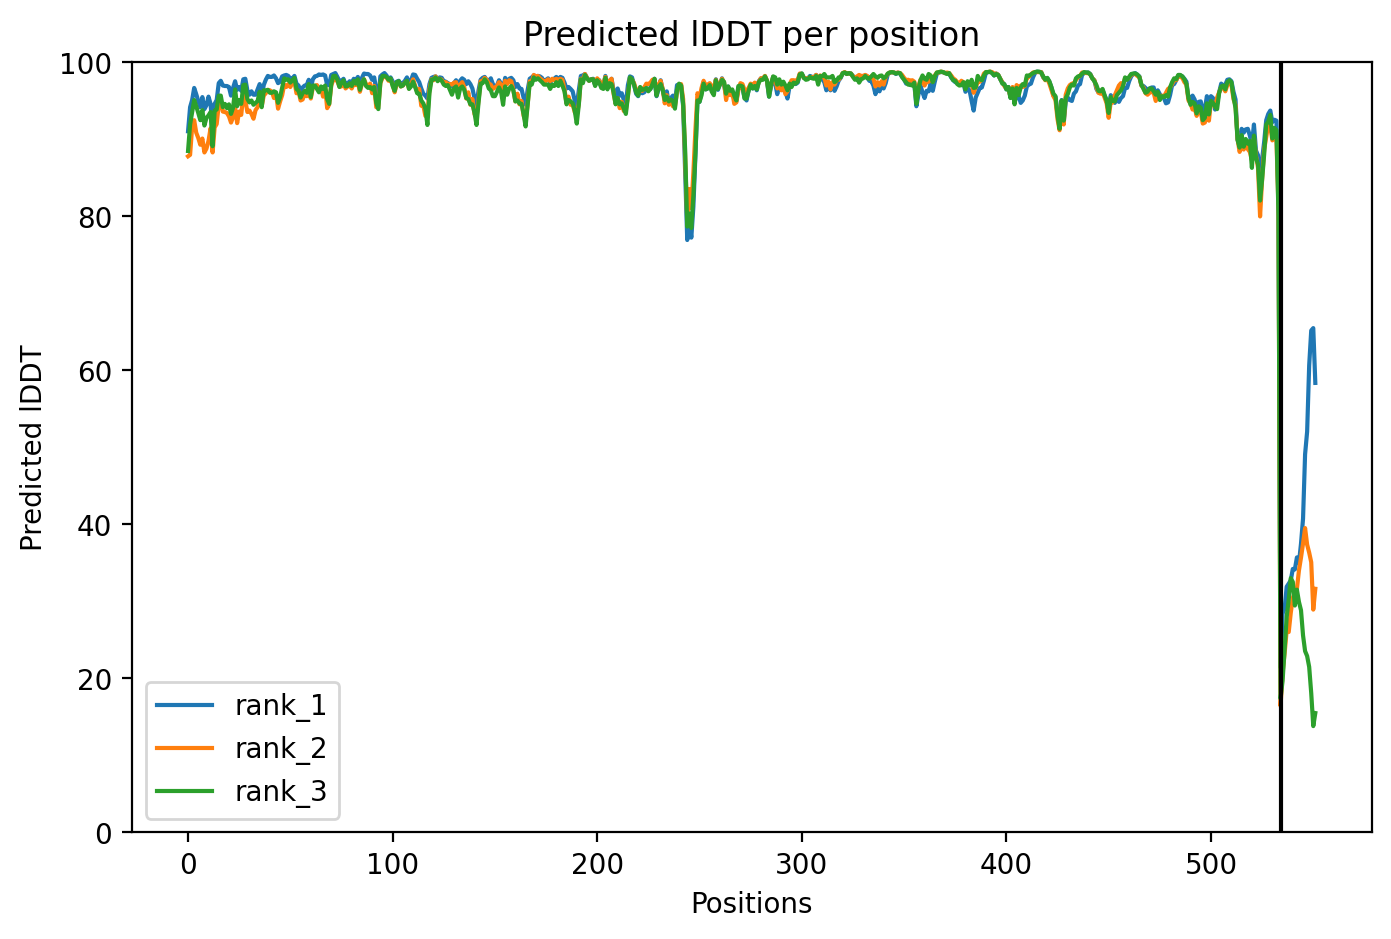 Predicted lDDT per position
100
80
60
40
20
0
Predicted lDDT
rank_1
rank_2
rank_3
0 100 200 300 400 500
Positions